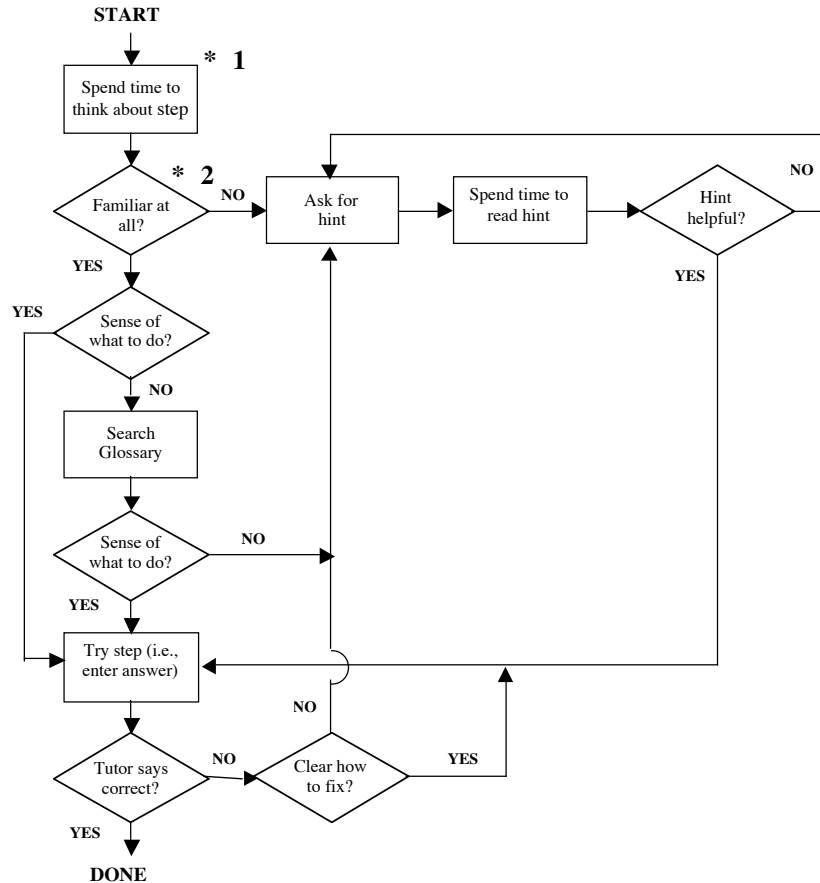 START
* 1
Spend time to
think about step
* 2
Familiar at
all?
NO
Ask for
hint
Spend time to
read hint
Hint
helpful?
NO
YES
YES
YES
Sense of
what to do?
NO
Search
Glossary
Sense of
what to do?
NO
YES
Try step (i.e.,
enter answer)
Tutor says
correct?
NO
Clear how
to fix?
NO
YES
YES
DONE